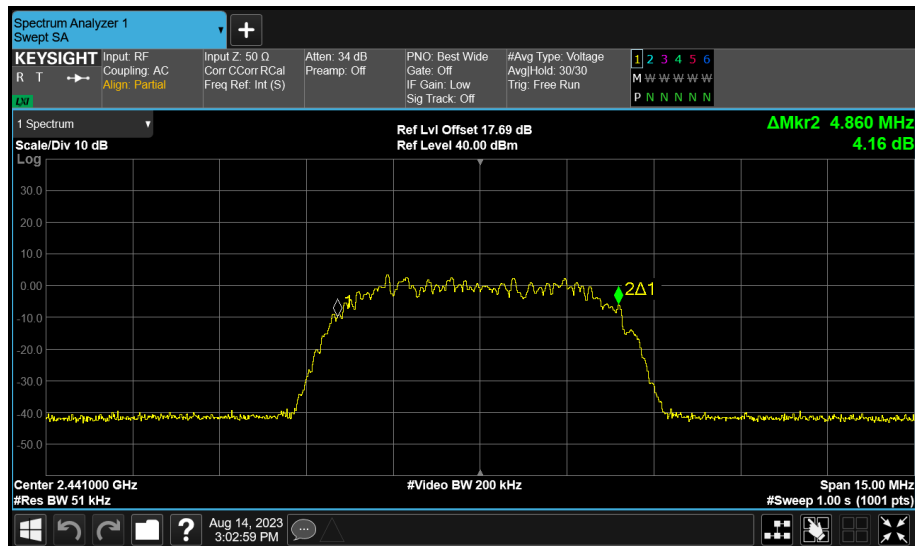 Spectrum Analyzer 1
Swept SA
+
KEYSIGHT
R T
LXI
Input: RF
Coupling: AC
Align: Partial
Input Z: 50 Ω
Corr CCorr RCal
Freq Ref: Int (S)
Atten: 34 dB
Preamp: Off
PNO: Best Wide
Gate: Off
IF Gain: Low
Sig Track: Off
#Avg Type: Voltage
Avg|Hold: 30/30
Trig: Free Run
1 2 3 4 5 6
M W W W W W
P N N N N N
1 Spectrum
Scale/Div 10 dB
Ref Lvl Offset 17.69 dB
Ref Level 40.00 dBm
ΔMkr2 4.860 MHz
4.16 dB
Log
30.0
20.0
10.0
0.00
-10.0
-20.0
-30.0
-40.0
-50.0
1
2Δ1
Center 2.441000 GHz
#Res BW 51 kHz
#Video BW 200 kHz
Span 15.00 MHz
#Sweep 1.00 s (1001 pts)
?
Aug 14, 2023
3:02:59 PM